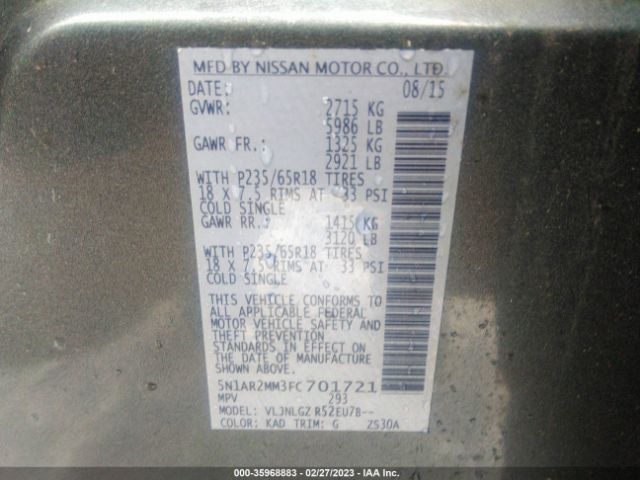 MFD BY NISSAN MOTOR CO., LTD.
DATE: 08/15
GVWR: 2715 KG
5986 LB
GAWR FR.: 1325 KG
2921 LB
WITH P235/65R18 TIRES
18 X 7.5 RIMS AT 33 PSI
COLD SINGLE
GAWR RR.: 1415 KG
3120 LB
WITH P235/65R18 TIRES
18 X 7.5 RIMS AT 33 PSI
COLD SINGLE
THIS VEHICLE CONFORMS TO
ALL APPLICABLE FEDERAL
MOTOR VEHICLE SAFETY AND
THEFT PREVENTION
STANDARDS IN EFFECT ON
THE DATE OF MANUFACTURE
SHOWN ABOVE.
5N1AR2MM3FC701721
MPV 293
MODEL: VLJNLGZ R52EU7B--
COLOR: KAD TRIM: G ZS30A
000-35968883 - 02/27/2023 - IAA Inc.